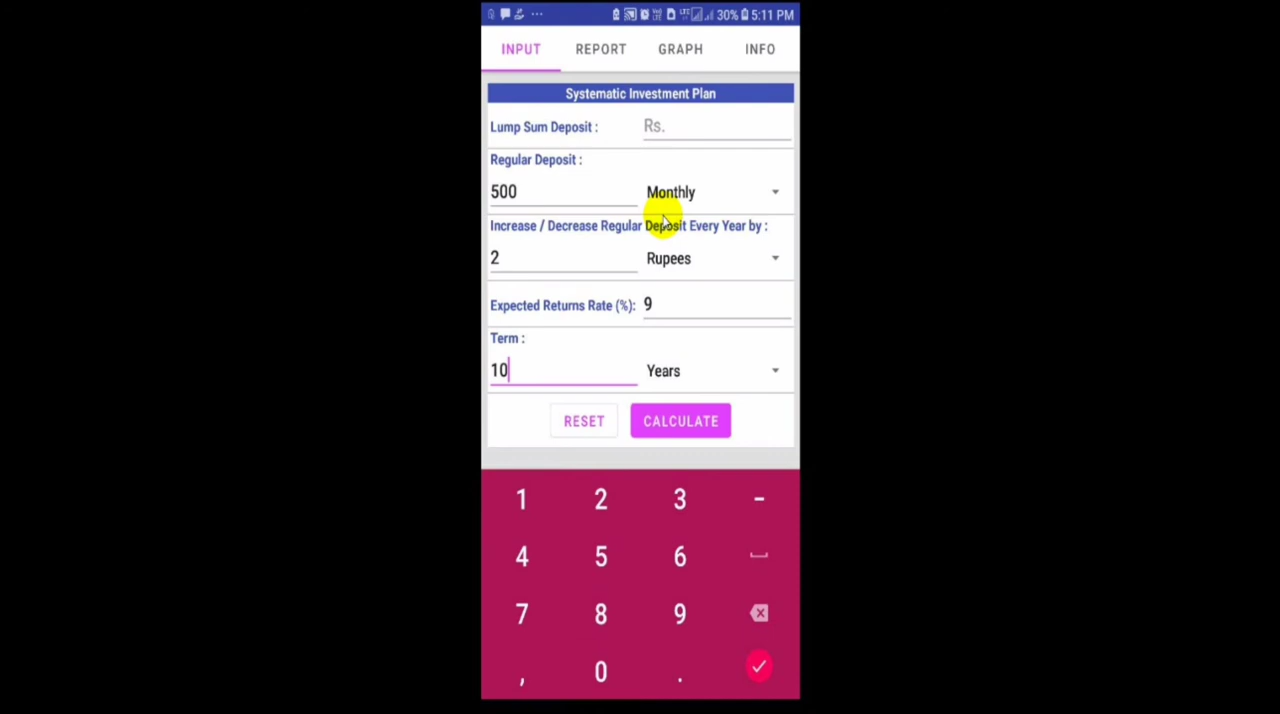 30% 5:11 PM
INPUT REPORT GRAPH INFO
Systematic Investment Plan
Lump Sum Deposit : Rs.
Regular Deposit :
500 Monthly
Increase / Decrease Regular Deposit Every Year by :
2 Rupees
Expected Returns Rate (%): 9
Term :
10 Years
RESET CALCULATE
1 2 3 -
4 5 6
7 8 9
, 0 .